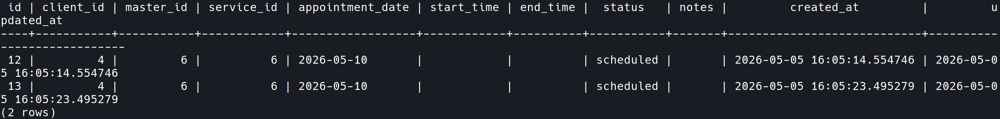 id | client_id | master_id | service_id | appointment_date | start_time | end_time |  status   | notes |         created_at         |         u
pdated_at
----+-----------+-----------+------------+------------------+------------+----------+-----------+-------+----------------------------+----------
------------------
 12 |         4 |         6 |          6 | 2026-05-10       |            |          | scheduled |       | 2026-05-05 16:05:14.554746 | 2026-05-0
5 16:05:14.554746
 13 |         4 |         6 |          6 | 2026-05-10       |            |          | scheduled |       | 2026-05-05 16:05:23.495279 | 2026-05-0
5 16:05:23.495279
(2 rows)